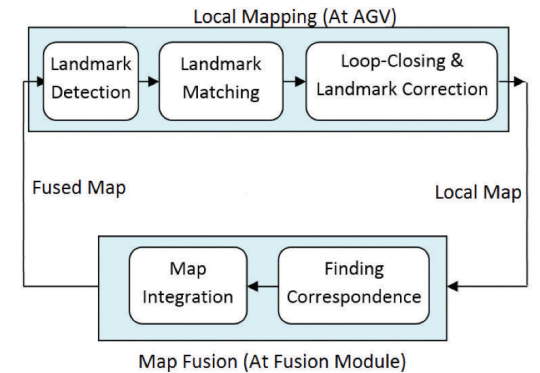 Local Mapping (At AGV)
Landmark
Detection
Landmark
Matching
Loop-Closing &
Landmark Correction
Fused Map
Local Map
Map
Integration
Finding
Correspondence
Map Fusion (At Fusion Module)